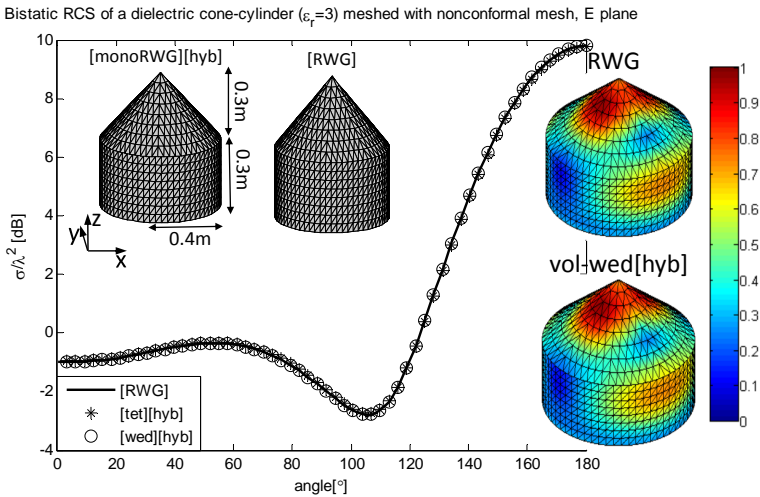 Bistatic RCS of a dielectric cone-cylinder (εr=3) meshed with nonconformal mesh, E plane
10
8
6
4
2
0
-2
-4
σ/λ² [dB]
[monoRWG][hyb]
[RWG]
0.3m
0.3m
0.4m
z
y
x
RWG
vol-wed[hyb]
1
0.9
0.8
0.7
0.6
0.5
0.4
0.3
0.2
0.1
0
[RWG]
[tet][hyb]
[wed][hyb]
0 20 40 60 80 100 120 140 160 180
angle[°]